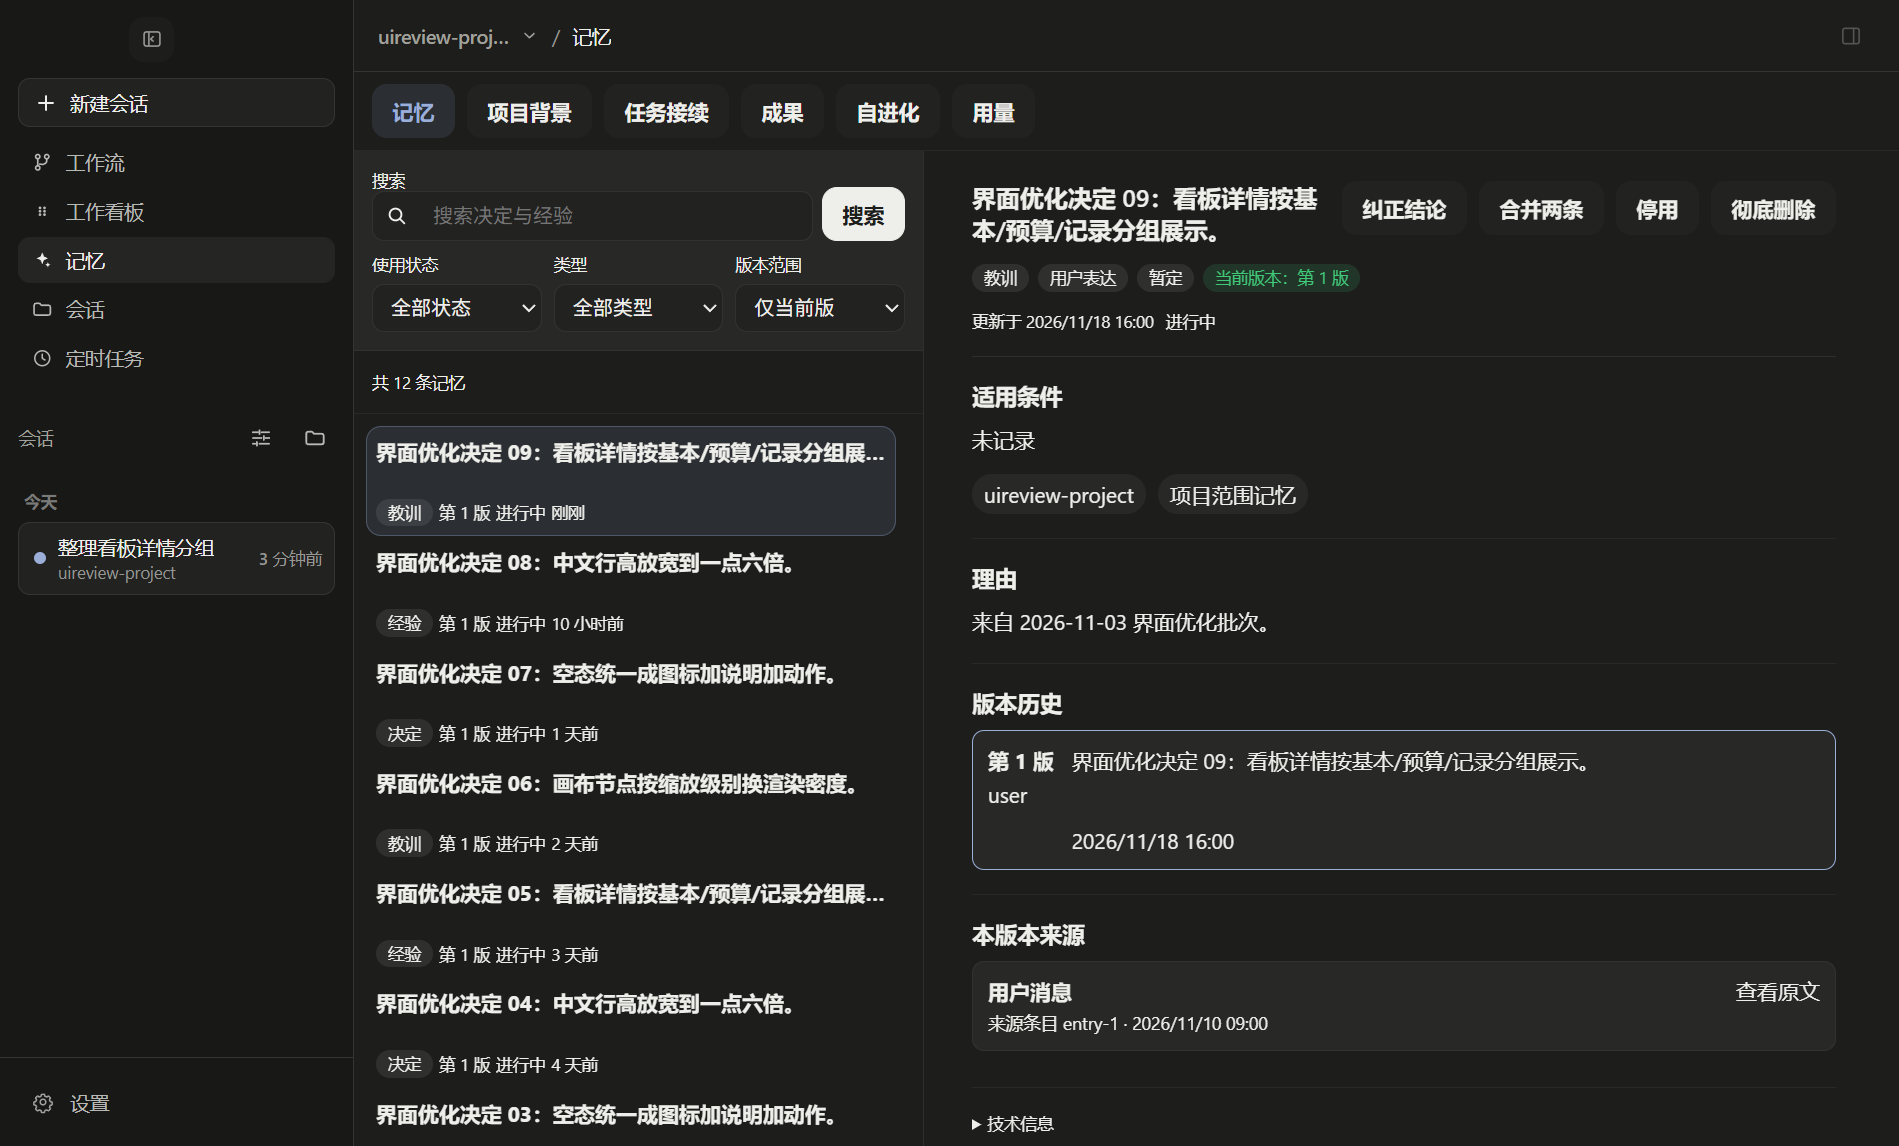 新建会话
工作流
工作看板
记忆
会话
定时任务
会话
今天
整理看板详情分组
uireview-project
3 分钟前
设置
uireview-proj... / 记忆
记忆
项目背景
任务接续
成果
自进化
用量
搜索
搜索决定与经验
搜索
使用状态
类型
版本范围
全部状态
全部类型
仅当前版
共 12 条记忆
界面优化决定 09：看板详情按基本/预算/记录分组展...
教训 第 1 版 进行中 刚刚
界面优化决定 08：中文行高放宽到一点六倍。
经验 第 1 版 进行中 10 小时前
界面优化决定 07：空态统一成图标加说明加动作。
决定 第 1 版 进行中 1 天前
界面优化决定 06：画布节点按缩放级别换渲染密度。
教训 第 1 版 进行中 2 天前
界面优化决定 05：看板详情按基本/预算/记录分组展...
经验 第 1 版 进行中 3 天前
界面优化决定 04：中文行高放宽到一点六倍。
决定 第 1 版 进行中 4 天前
界面优化决定 03：空态统一成图标加说明加动作。
界面优化决定 09：看板详情按基
本/预算/记录分组展示。
纠正结论
合并两条
停用
彻底删除
教训
用户表达
暂定
当前版本：第 1 版
更新于 2026/11/18 16:00 进行中
适用条件
未记录
uireview-project
项目范围记忆
理由
来自 2026-11-03 界面优化批次。
版本历史
第 1 版 界面优化决定 09：看板详情按基本/预算/记录分组展示。
user
2026/11/18 16:00
本版本来源
用户消息
查看原文
来源条目 entry-1 · 2026/11/10 09:00
技术信息